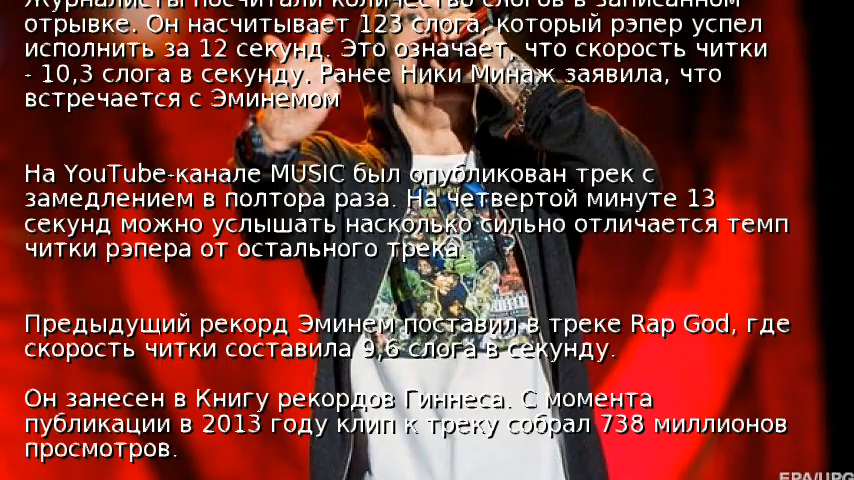 Журналисты посчитали количество слогов в записанном
отрывке. Он насчитывает 123 слога, который рэпер успел
исполнить за 12 секунд. Это означает, что скорость читки
- 10,3 слога в секунду. Ранее Ники Минаж заявила, что
встречается с Эминемом
На YouTube-канале MUSIC был опубликован трек с
замедлением в полтора раза. На четвертой минуте 13
секунд можно услышать насколько сильно отличается темп
читки рэпера от остального трека.
Предыдущий рекорд Эминем поставил в треке Rap God, где
скорость читки составила 9,6 слога в секунду.
Он занесен в Книгу рекордов Гиннеса. С момента
публикации в 2013 году клип к треку собрал 738 миллионов
просмотров.
EPA/UPG